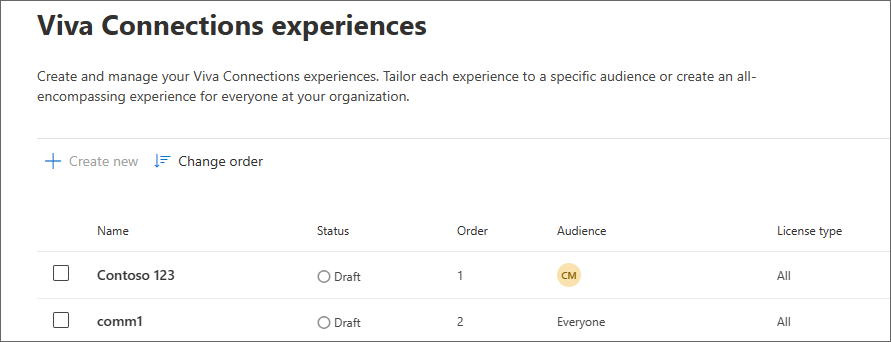 Viva Connections experiences
Create and manage your Viva Connections experiences. Tailor each experience to a specific audience or create an all-
encompassing experience for everyone at your organization.
Create new Change order
Name Status Order Audience License type
Contoso 123 Draft 1 CM All
comm1 Draft 2 Everyone All